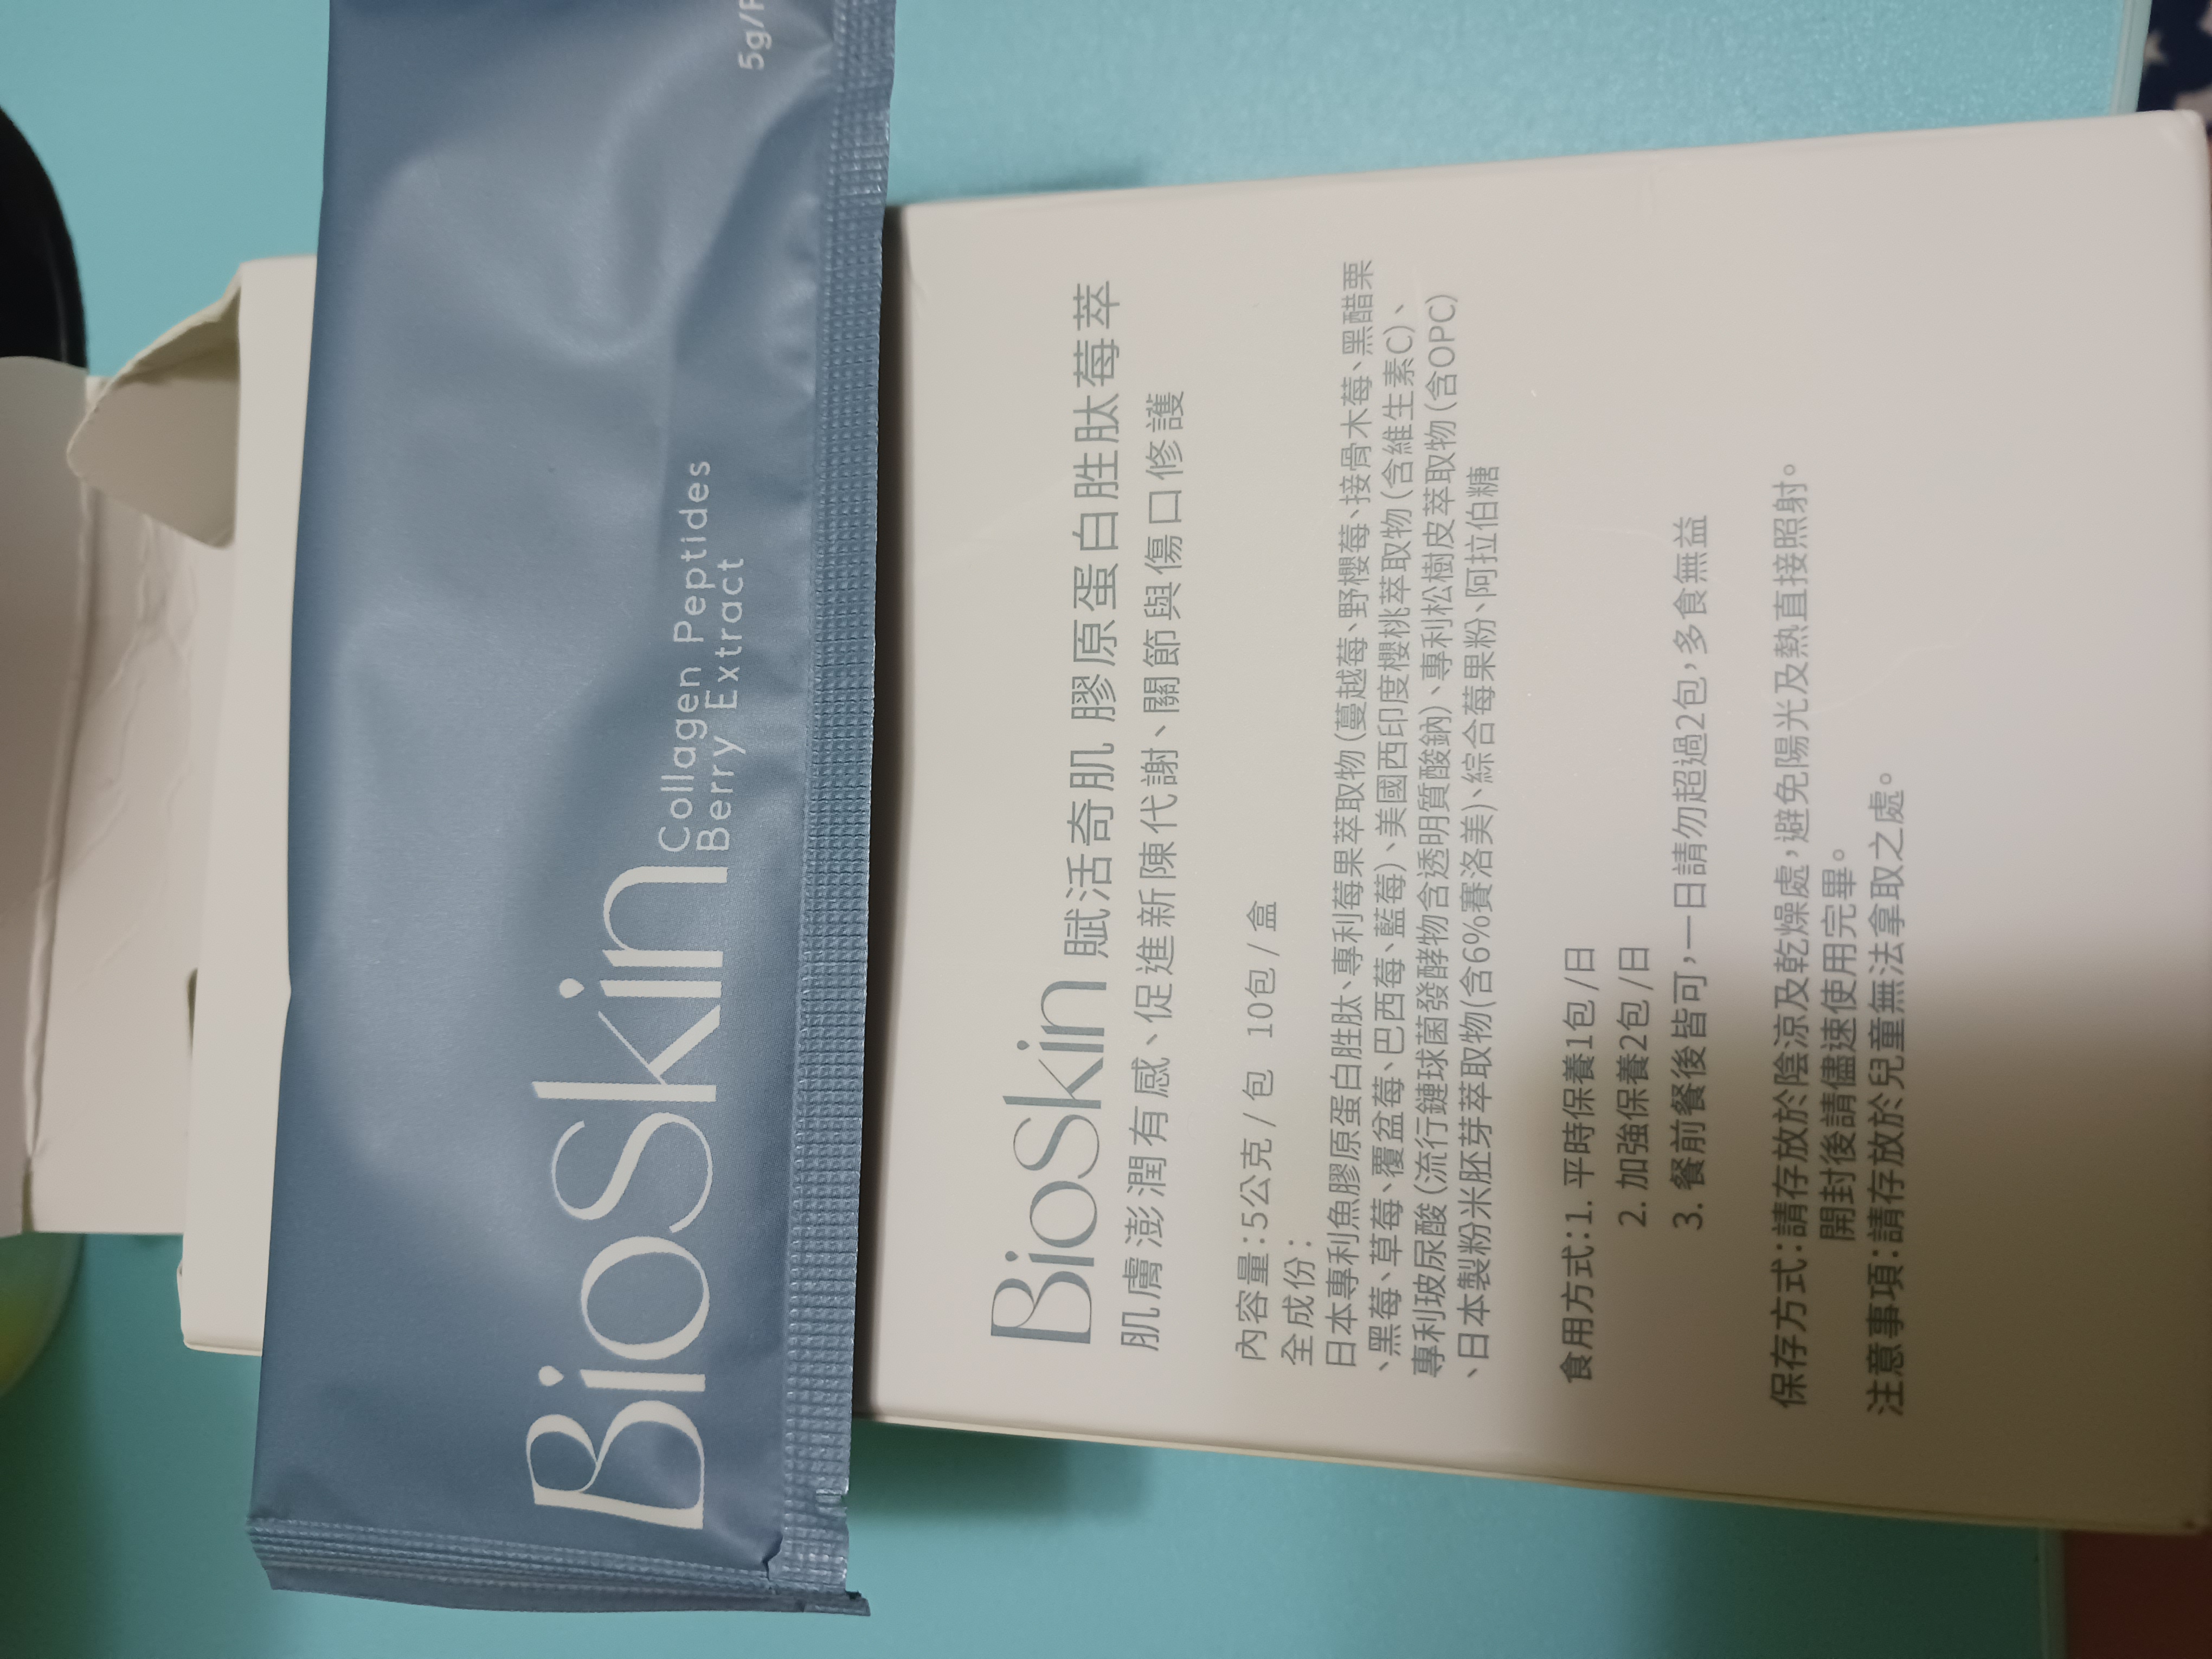 BioSkin
Collagen Peptides
Berry Extract
5g/
BioSkin 賦活奇肌 膠原蛋白胜肽莓萃
肌膚澎潤有感、促進新陳代謝、關節與傷口修護
內容量:5公克 / 包 10包 / 盒
全成份:
日本專利魚膠原蛋白胜肽、專利莓果萃取物(蔓越莓、野櫻莓、接骨木莓、黑醋栗
、黑莓、草莓、覆盆莓、巴西莓、藍莓)、美國西印度櫻桃萃取物(含維生素C)、
專利玻尿酸(流行鏈球菌發酵物含透明質酸鈉)、專利松樹皮萃取物(含OPC)
、日本製粉米胚芽萃取物(含6%賽洛美)、綜合莓果粉、阿拉伯糖
食用方式:1. 平時保養1包/日
2. 加強保養2包/日
3. 餐前餐後皆可,一日請勿超過2包,多食無益
保存方式:請存放於陰涼及乾燥處,避免陽光及熱直接照射。
開封後請儘速使用完畢。
注意事項:請存放於兒童無法拿取之處。